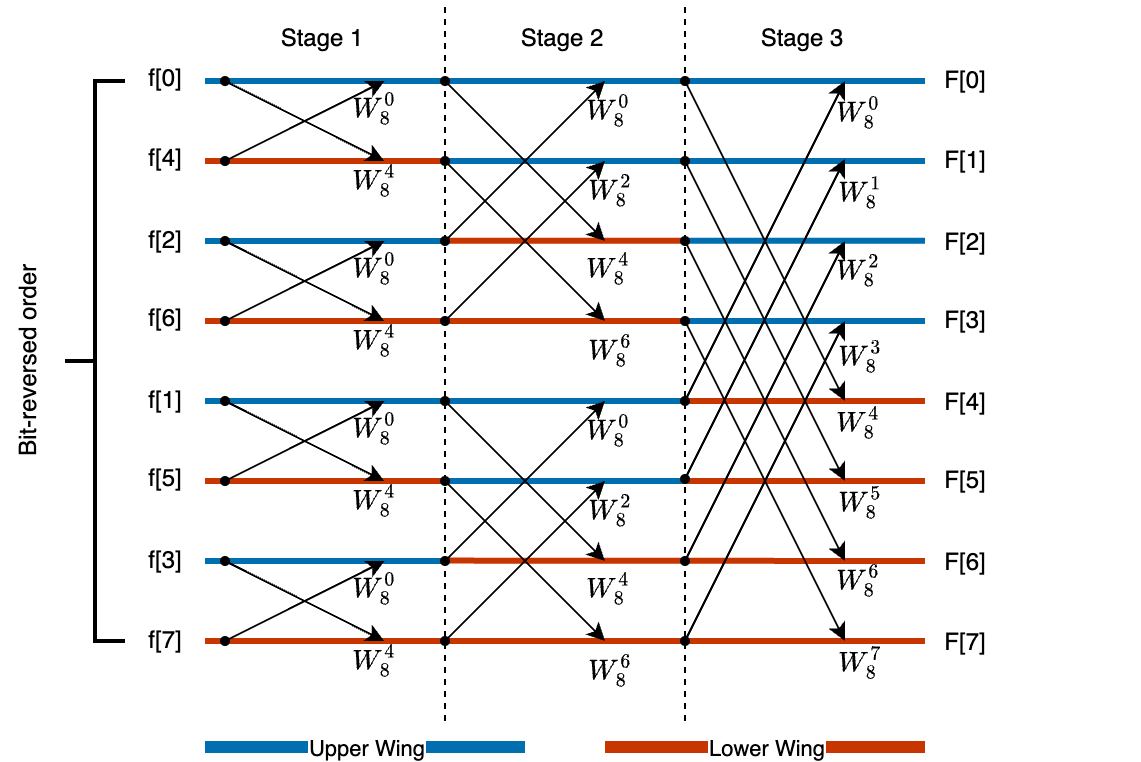 Stage 1 Stage 2 Stage 3
f[0] F[0]
W_8^0 W_8^0 W_8^0
f[4] F[1]
W_8^4 W_8^2 W_8^1
f[2] F[2]
W_8^0 W_8^4 W_8^2
f[6] F[3]
W_8^4 W_8^6 W_8^3
f[1] F[4]
W_8^0 W_8^0 W_8^4
f[5] F[5]
W_8^4 W_8^2 W_8^5
f[3] F[6]
W_8^0 W_8^4 W_8^6
f[7] F[7]
W_8^4 W_8^6 W_8^7
Bit-reversed order
Upper Wing Lower Wing